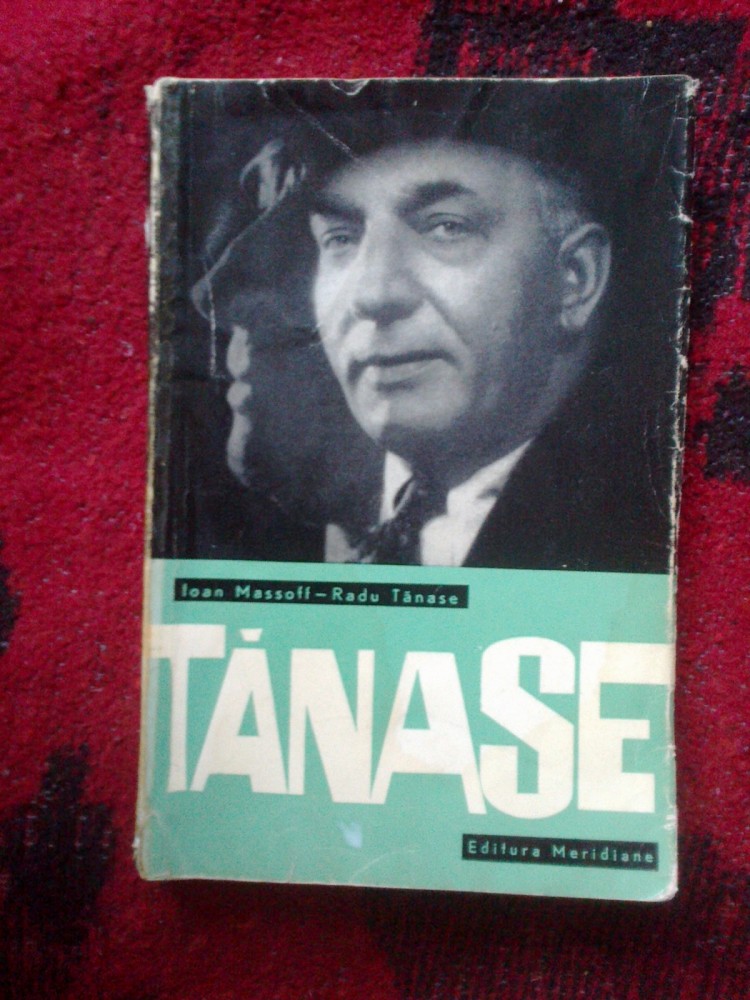 Ioan Massoff – Radu Tănase
TĂNASE
Editura Meridiane